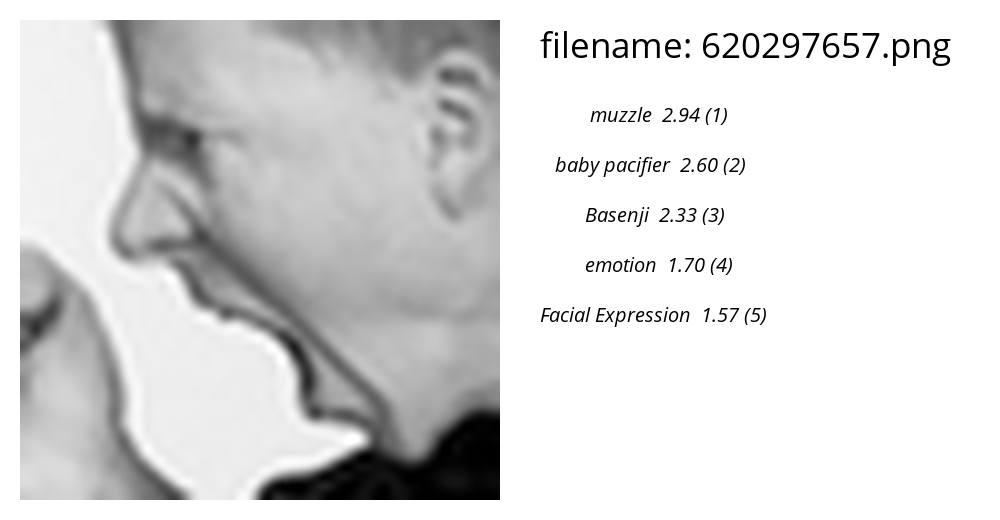 filename: 620297657.png
muzzle 2.94 (1)
baby pacifier 2.60 (2)
Basenji 2.33 (3)
emotion 1.70 (4)
Facial Expression 1.57 (5)